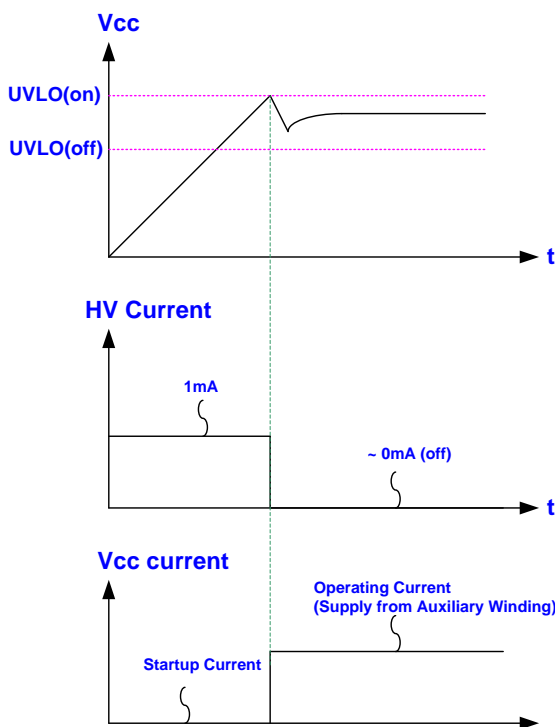 Vcc
UVLO(on)
UVLO(off)
t
HV Current
1mA
~ 0mA (off)
t
Vcc current
Operating Current
(Supply from Auxiliary Winding)
Startup Current